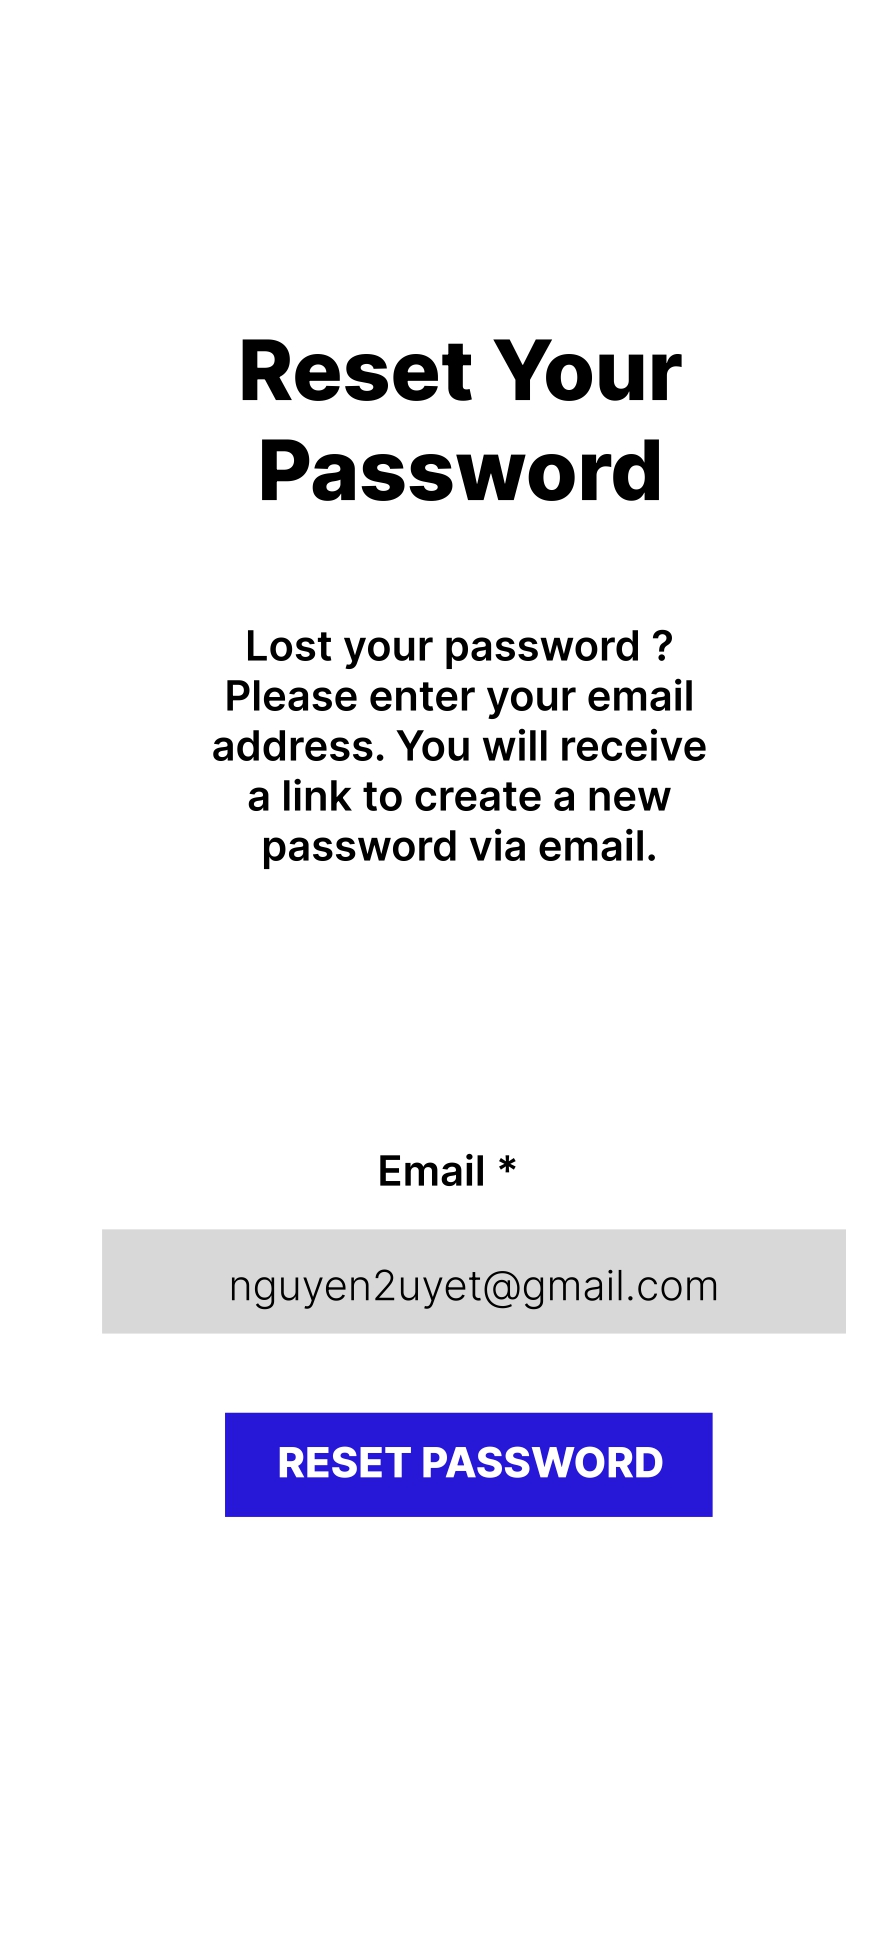 Reset Your
Password
Lost your password ?
Please enter your email
address. You will receive
a link to create a new
password via email.
Email *
nguyen2uyet@gmail.com
RESET PASSWORD